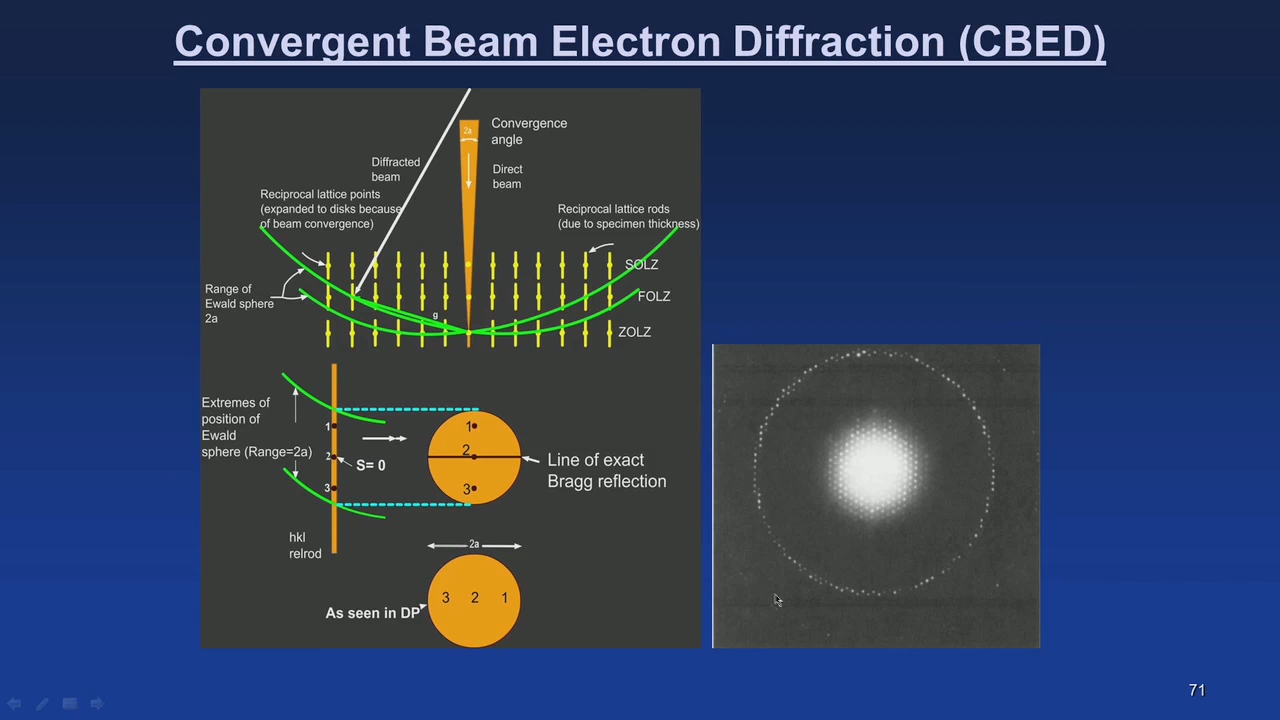 Convergent Beam Electron Diffraction (CBED)
2a
Convergence
angle
Diffracted
beam
Direct
beam
Reciprocal lattice points
(expanded to disks because
of beam convergence)
Reciprocal lattice rods
(due to specimen thickness)
SOLZ
Range of
Ewald sphere
2a
FOLZ
g
ZOLZ
Extremes of
position of
Ewald
sphere (Range=2a)
1
2
3
S= 0
1
2
3
Line of exact
Bragg reflection
hkl
relrod
2a
3 2 1
As seen in DP
71